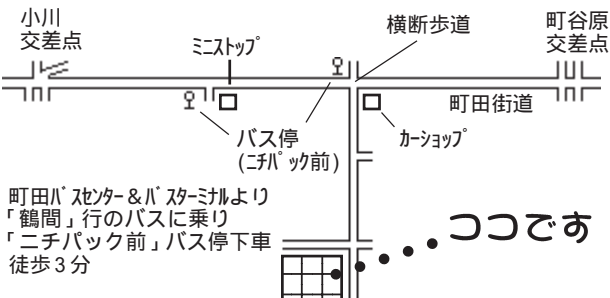 小川
交差点
ﾐﾆｽﾄｯﾌﾟ
横断歩道
町谷原
交差点
町田街道
バス停
(ﾆﾁﾊﾟｯｸ前)
ｶｰｼｮｯﾌﾟ
町田ﾊﾞｽｾﾝﾀｰ&ﾊﾞｽﾀｰﾐﾅﾙより
「鶴間」行のバスに乗り
「ニチパック前」バス停下車
徒歩3分
ココです